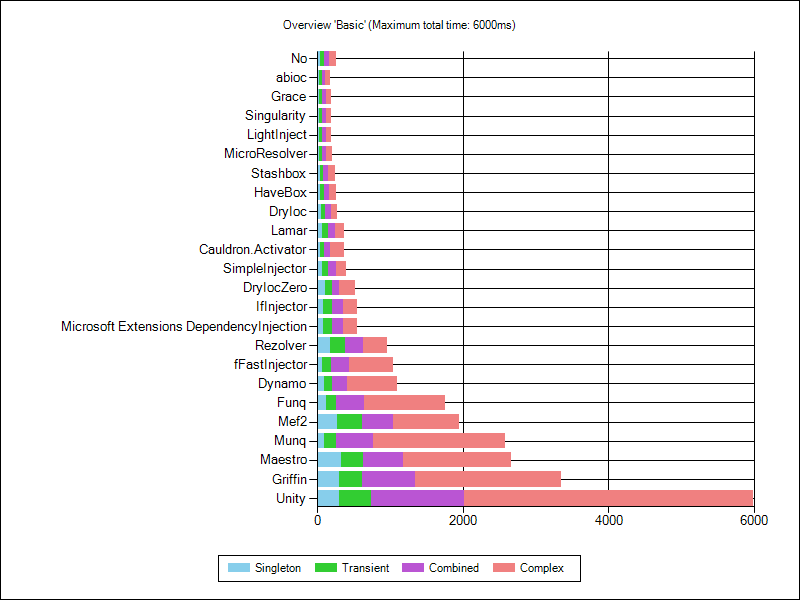 Overview 'Basic' (Maximum total time: 6000ms)
No
abioc
Grace
Singularity
LightInject
MicroResolver
Stashbox
HaveBox
DryIoc
Lamar
Cauldron.Activator
SimpleInjector
DryIocZero
IfInjector
Microsoft Extensions DependencyInjection
Rezolver
fFastInjector
Dynamo
Funq
Mef2
Munq
Maestro
Griffin
Unity
0 2000 4000 6000
Singleton Transient Combined Complex